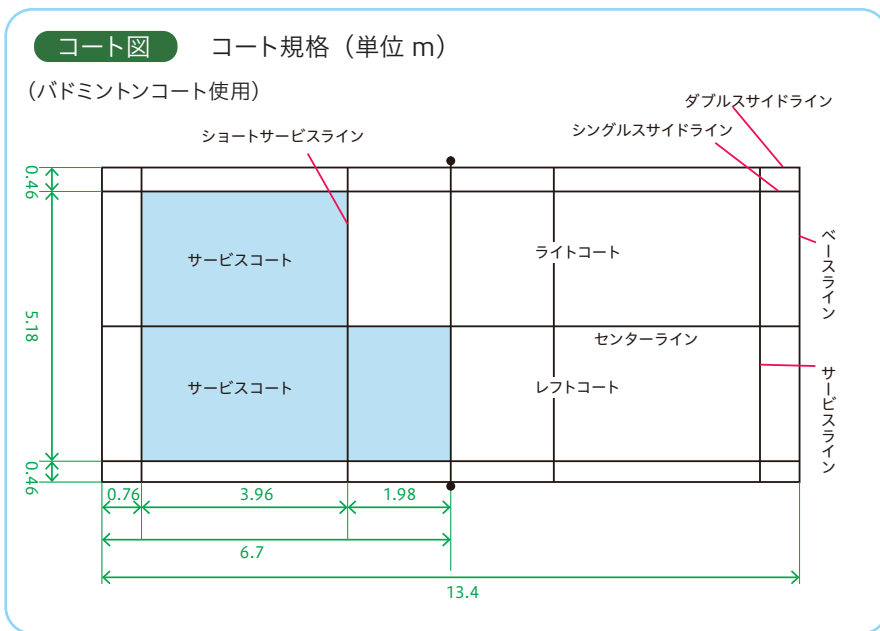 コート図 コート規格（単位 m）
（バドミントンコート使用）
ダブルスサイドライン
シングルスサイドライン
ショートサービスライン
0.46
サービスコート
ライトコート
ベースライン
5.18
センターライン
サービスコート
レフトコート
サービスライン
0.46
0.76
3.96
1.98
6.7
13.4